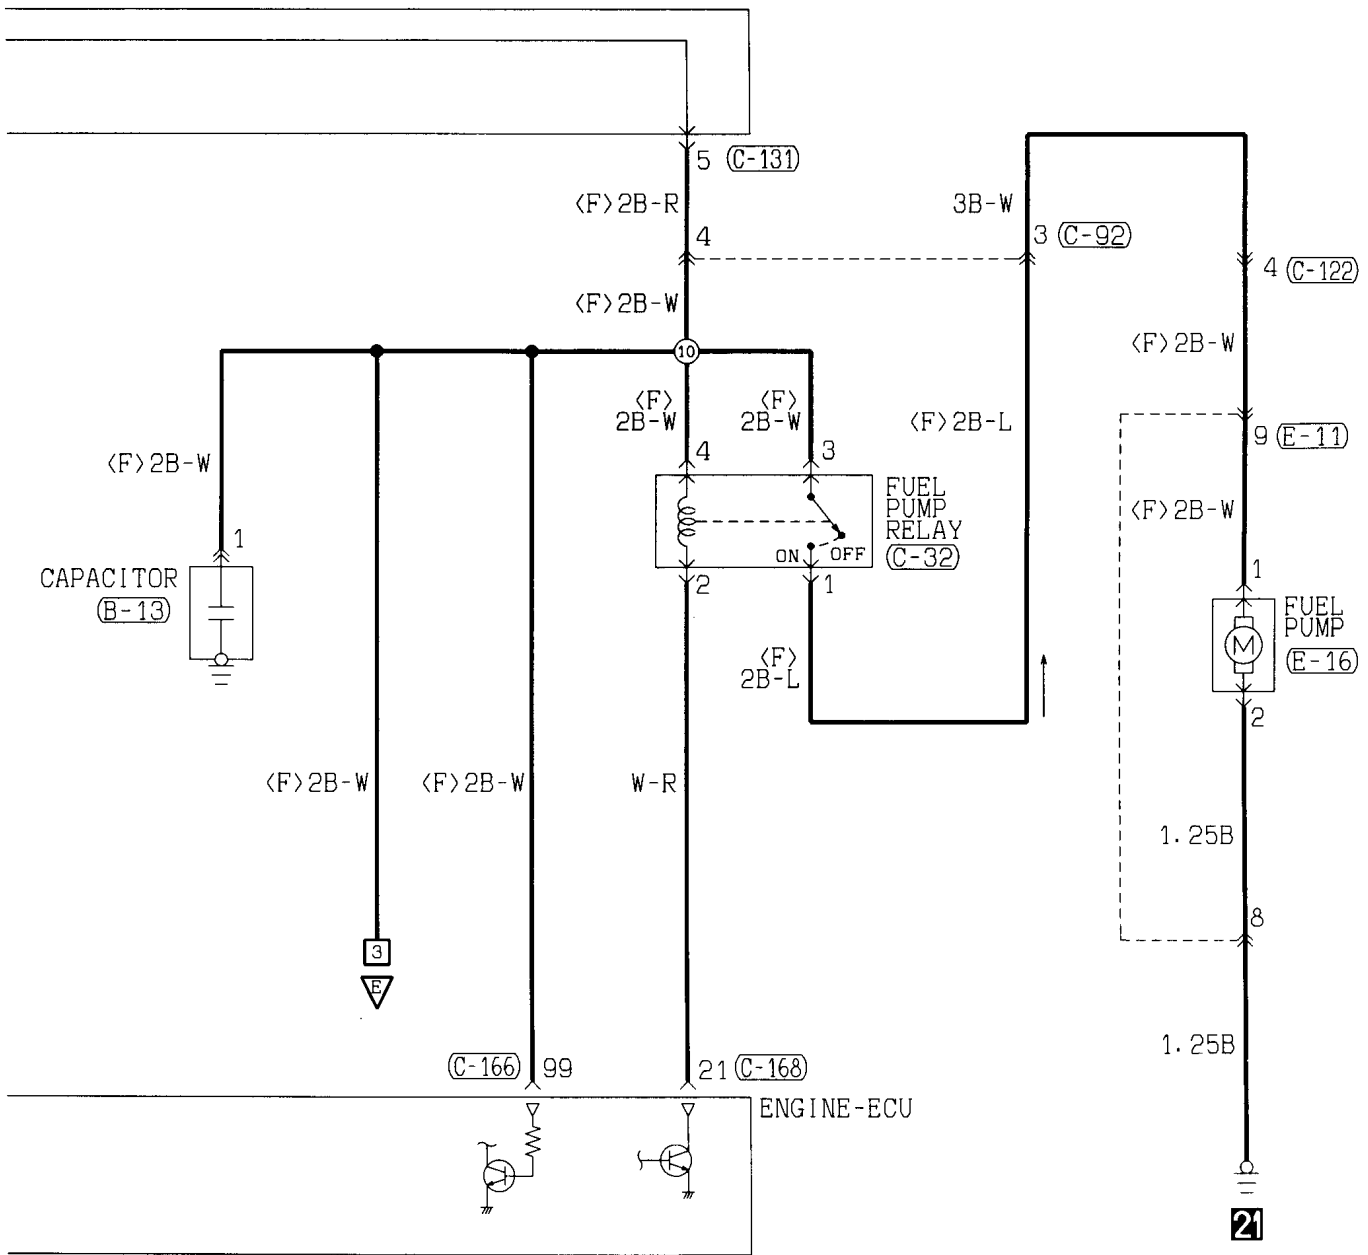 5 (C-131)
<F>2B-R
3B-W
4
3 (C-92)
4 (C-122)
<F>2B-W
<F>2B-W
10
<F>
2B-W
<F>
2B-W
<F>2B-L
9 (E-11)
<F>2B-W
4
3
FUEL
PUMP
RELAY
(C-32)
<F>2B-W
ON
OFF
1
CAPACITOR
(B-13)
2
1
1
FUEL
PUMP
M
(E-16)
<F>
2B-L
2
<F>2B-W
<F>2B-W
W-R
1.25B
8
3
E
1.25B
(C-166) 99
21 (C-168)
ENGINE-ECU
21